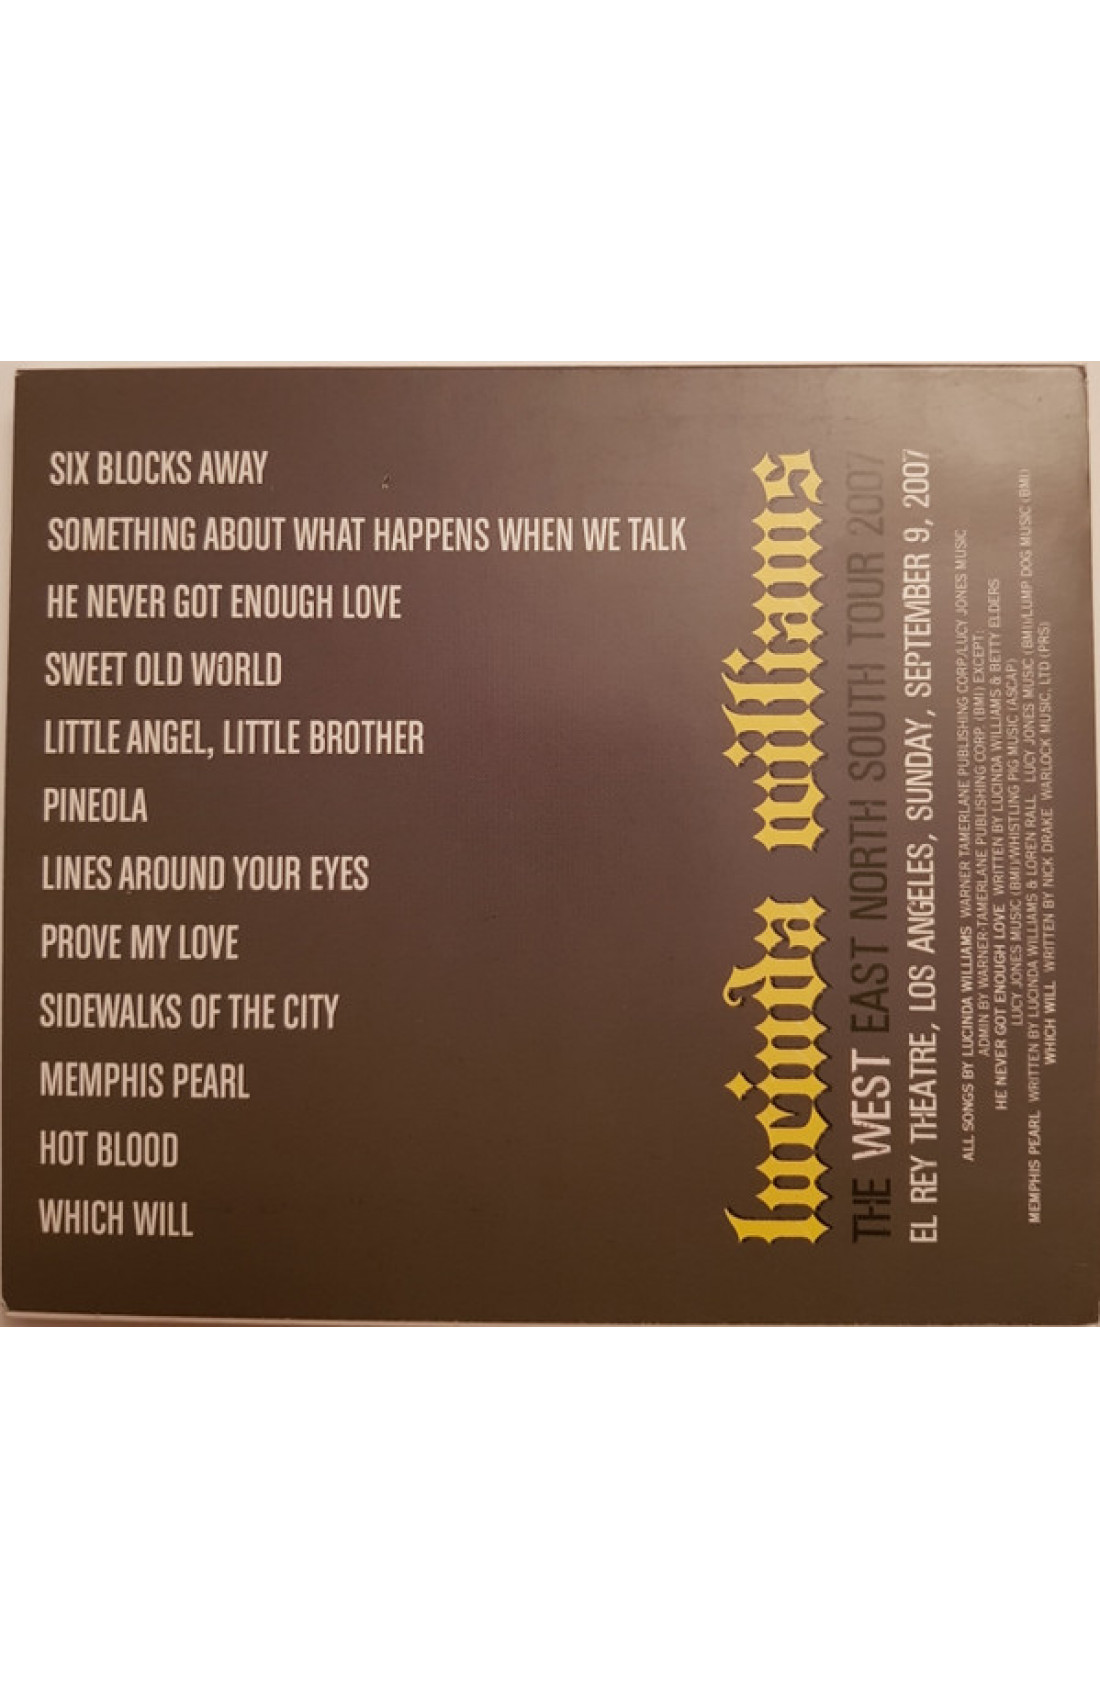 SIX BLOCKS AWAY
SOMETHING ABOUT WHAT HAPPENS WHEN WE TALK
HE NEVER GOT ENOUGH LOVE
SWEET OLD WORLD
LITTLE ANGEL, LITTLE BROTHER
PINEOLA
LINES AROUND YOUR EYES
PROVE MY LOVE
SIDEWALKS OF THE CITY
MEMPHIS PEARL
HOT BLOOD
WHICH WILL
lucinda williams
THE WEST EAST NORTH SOUTH TOUR 2007
EL REY THEATRE, LOS ANGELES, SUNDAY, SEPTEMBER 9, 2007
ALL SONGS BY LUCINDA WILLIAMS WARNER TAMERLANE PUBLISHING CORP/LUCY JONES MUSIC
ADMIN BY WARNER-TAMERLANE PUBLISHING CORP. (BMI) EXCEPT:
HE NEVER GOT ENOUGH LOVE WRITTEN BY LUCINDA WILLIAMS & BETTY ELDERS
LUCY JONES MUSIC (BMI)/WHISTLING PIG MUSIC (ASCAP)
MEMPHIS PEARL WRITTEN BY LUCINDA WILLIAMS & LOREN RALL LUCY JONES MUSIC (BMI)/LUMP DOG MUSIC (BMI)
WHICH WILL WRITTEN BY NICK DRAKE WARLOCK MUSIC, LTD (PRS)